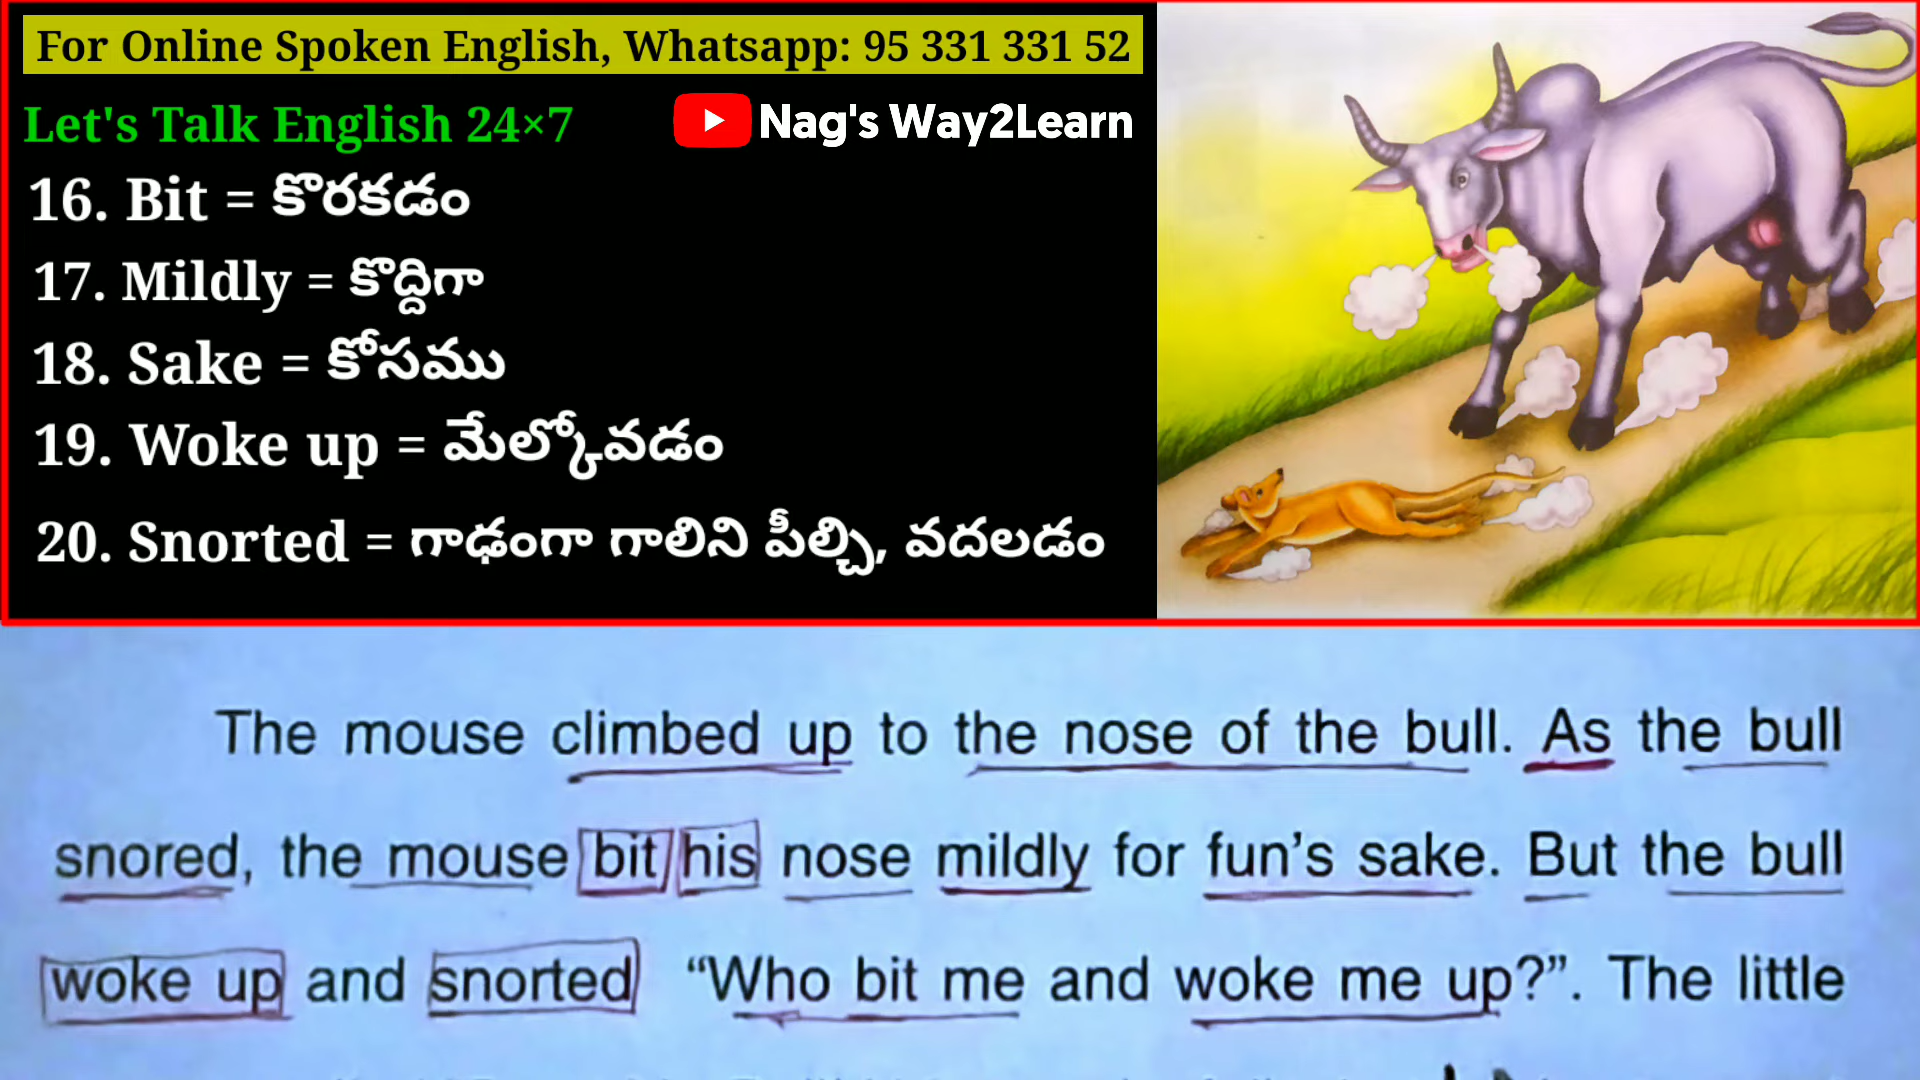 For Online Spoken English, Whatsapp: 95 331 331 52
Let's Talk English 24×7
Nag's Way2Learn
16. Bit = కొరకడం
17. Mildly = కొద్దిగా
18. Sake = కోసము
19. Woke up = మేల్కోవడం
20. Snorted = గాఢంగా గాలిని పీల్చి, వదలడం
The mouse climbed up to the nose of the bull. As the bull
snored, the mouse bit his nose mildly for fun's sake. But the bull
woke up and snorted “Who bit me and woke me up?”. The little